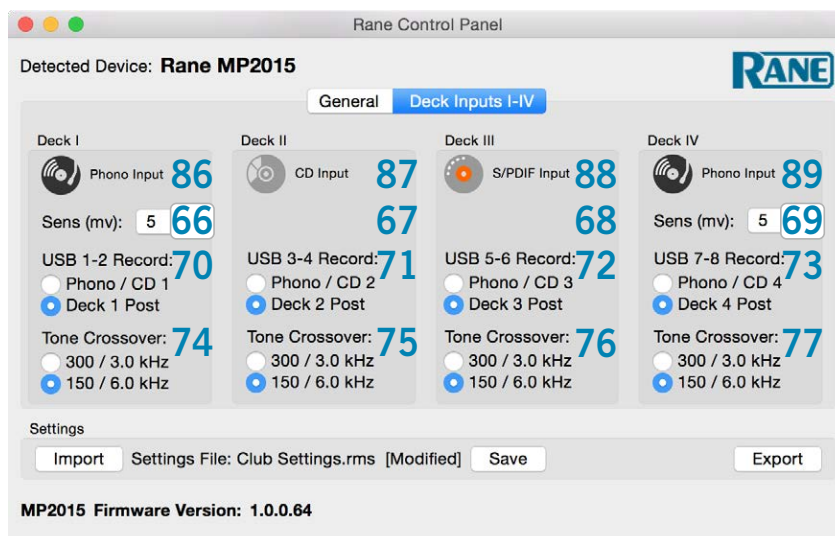 Rane Control Panel
Detected Device: Rane MP2015
RANE
General Deck Inputs I-IV
Deck I
Phono Input 86
Sens (mv): 5 66
USB 1-2 Record: 70
Phono / CD 1
Deck 1 Post
Tone Crossover: 74
300 / 3.0 kHz
150 / 6.0 kHz
Deck II
CD Input 87
67
USB 3-4 Record: 71
Phono / CD 2
Deck 2 Post
Tone Crossover: 75
300 / 3.0 kHz
150 / 6.0 kHz
Deck III
S/PDIF Input 88
68
USB 5-6 Record: 72
Phono / CD 3
Deck 3 Post
Tone Crossover: 76
300 / 3.0 kHz
150 / 6.0 kHz
Deck IV
Phono Input 89
Sens (mv): 5 69
USB 7-8 Record: 73
Phono / CD 4
Deck 4 Post
Tone Crossover: 77
300 / 3.0 kHz
150 / 6.0 kHz
Settings
Import Settings File: Club Settings.rms [Modified] Save Export
MP2015 Firmware Version: 1.0.0.64